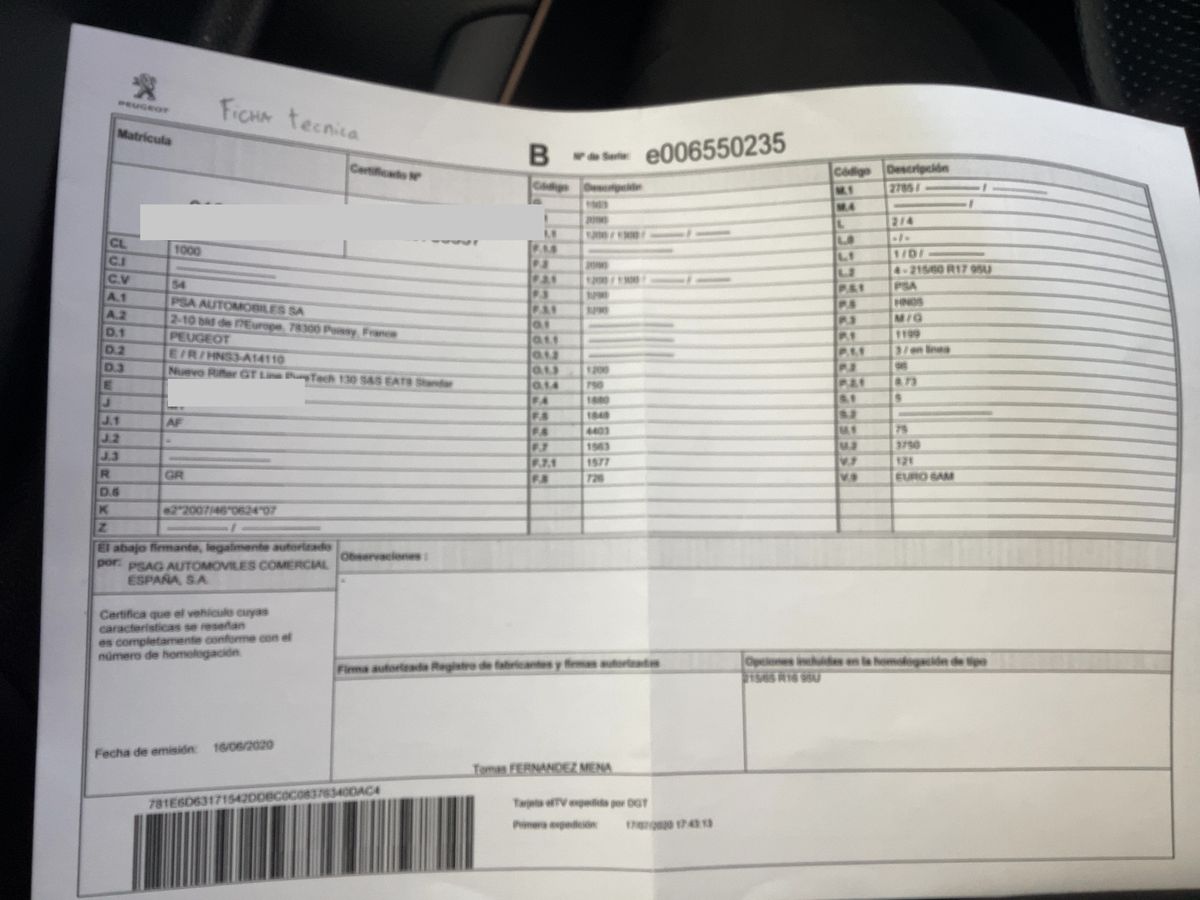 PEUGEOT
Ficha tecnica
B Nº de Serie: e006550235
Matrícula
Certificado Nº
CL 1000
C.I
C.V 54
A.1 PSA AUTOMOBILES SA
A.2 2-10 bld de l?Europe, 78300 Poissy, France
D.1 PEUGEOT
D.2 E / R / HNS3-A14110
D.3 Nuevo Rifter GT Line PureTech 130 S&S EAT8 Standar
E
J
J.1 AF
J.2 -
J.3
R GR
D.6
K e2*2007/46*0624*07
Z /
Código Descripción
G 1503
2090
1200 / 1300 / /
F.1.5
F.2 2090
F.2.1 1200 / 1300 / /
F.3 3290
F.3.1 3290
O.1
O.1.1
O.1.2
O.1.3 1200
O.1.4 750
F.4 1880
F.5 1848
F.6 4403
F.7 1563
F.7.1 1577
F.8 726
Código Descripción
M.1 2785 / /
M.4 /
L 2 / 4
L.0 - / -
L.1 1 / D /
L.2 4 - 215/60 R17 95U
P.5.1 PSA
P.5 HN05
P.3 M / G
P.1 1199
P.1.1 3 / en línea
P.2 96
P.2.1 8.73
S.1 5
S.2
U.1 75
U.2 3750
V.7 121
V.9 EURO 6AM
El abajo firmante, legalmente autorizado
por: PSAG AUTOMOVILES COMERCIAL
ESPAÑA, S.A.
Certifica que el vehículo cuyas
características se reseñan
es completamente conforme con el
número de homologación.
Fecha de emisión: 16/06/2020
Observaciones :
-
Firma autorizada Registro de fabricantes y firmas autorizadas
Tomas FERNANDEZ MENA
Opciones incluidas en la homologación de tipo
215/65 R16 95U
781E6D63171542DDBC0C08376340DAC4
Tarjeta eITV expedida por DGT
Primera expedición: 17/07/2020 17:43:13